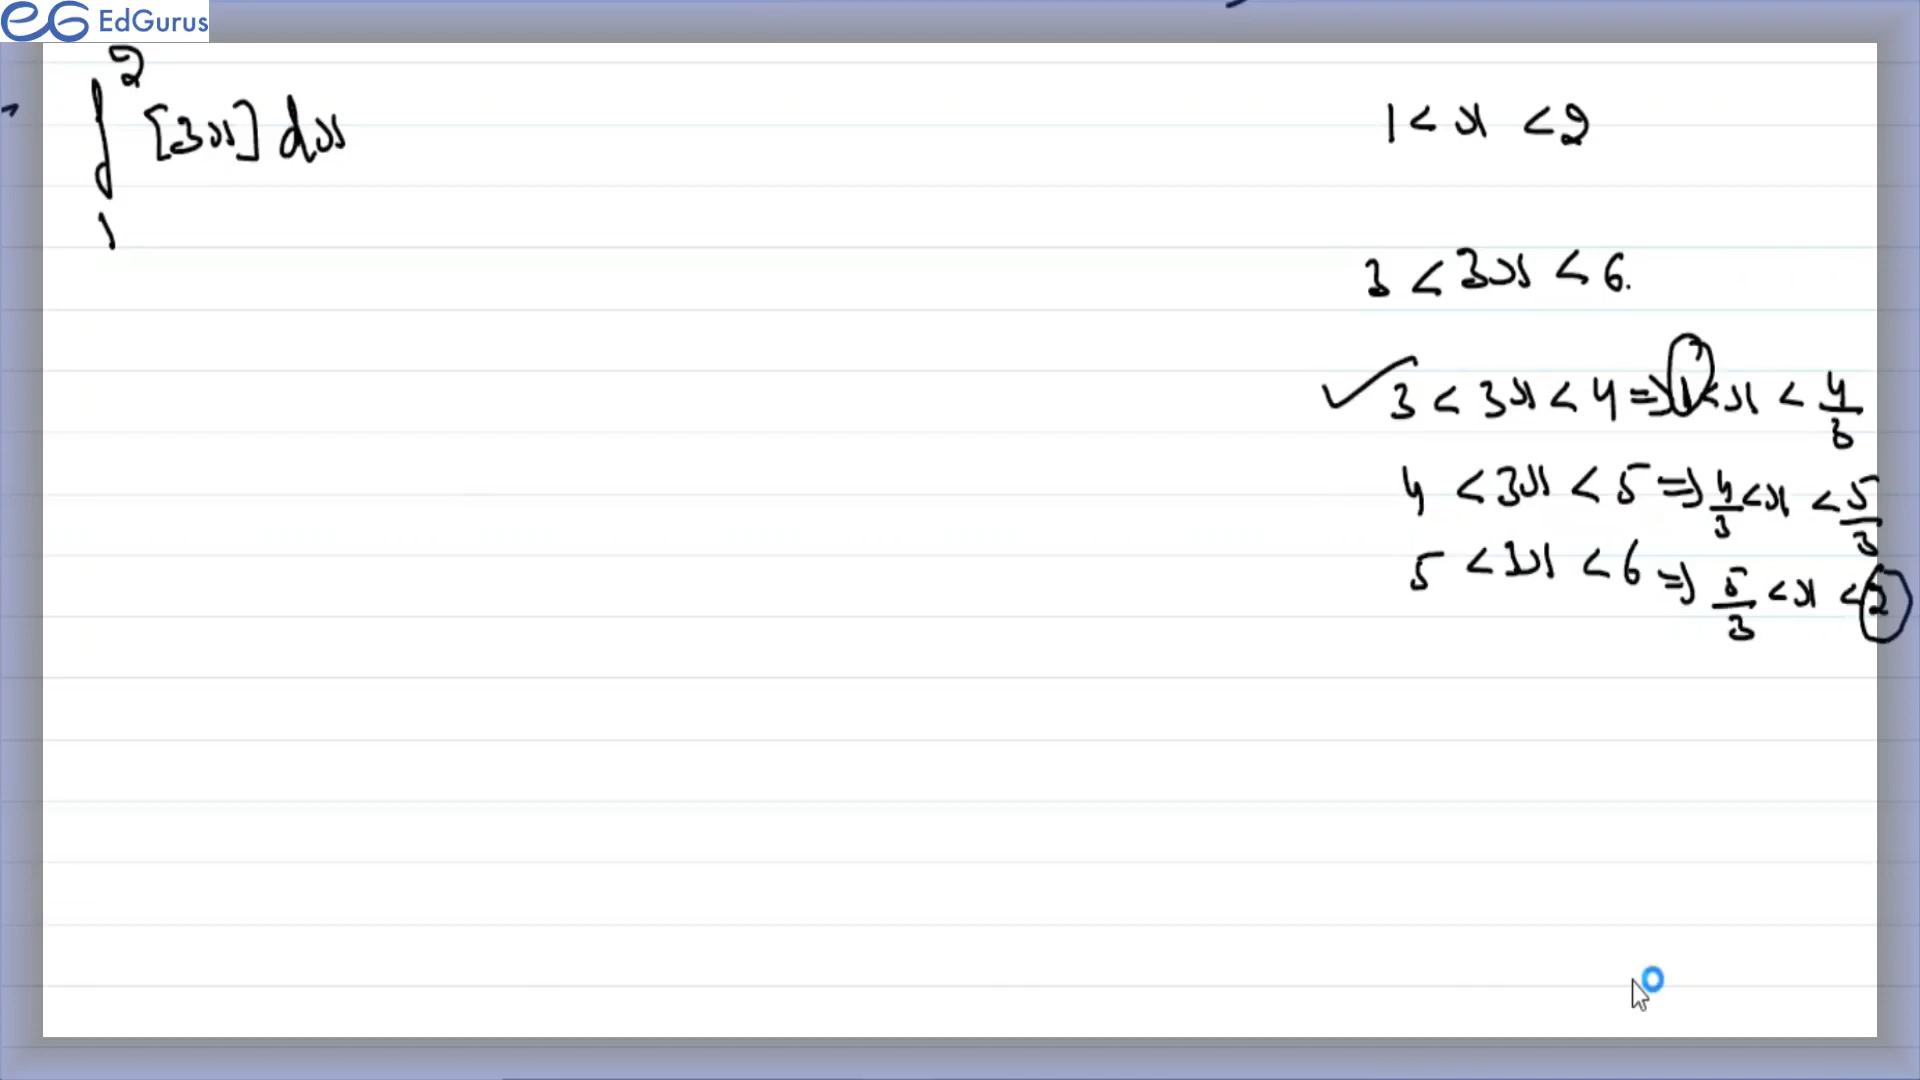 EdGurus
∫₁² [3x] dx
1 < x < 2
3 < 3x < 6.
✓ 3 < 3x < 4 ⇒ 1 < x < 4/3
4 < 3x < 5 ⇒ 4/3 < x < 5/3
5 < 3x < 6 ⇒ 5/3 < x < 2